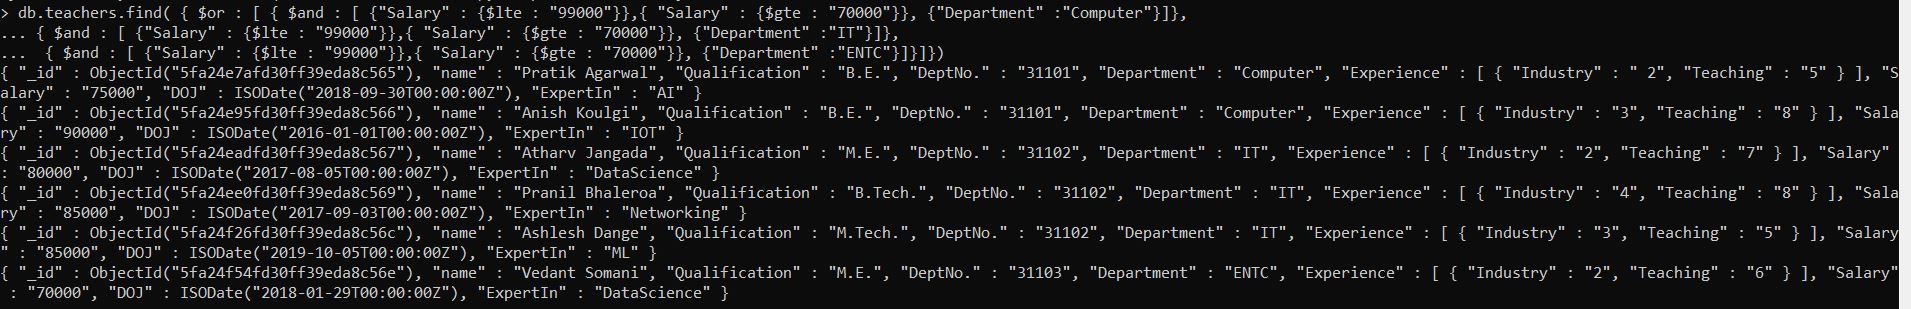 > db.teachers.find( { $or : [ { $and : [ {"Salary" : {$lte : "99000"}},{ "Salary" : {$gte : "70000"}}, {"Department" :"Computer"}]},
... { $and : [ {"Salary" : {$lte : "99000"}},{ "Salary" : {$gte : "70000"}}, {"Department" :"IT"}]},
...  { $and : [ {"Salary" : {$lte : "99000"}},{ "Salary" : {$gte : "70000"}}, {"Department" :"ENTC"}]}]})
{ "_id" : ObjectId("5fa24e7afd30ff39eda8c565"), "name" : "Pratik Agarwal", "Qualification" : "B.E.", "DeptNo." : "31101", "Department" : "Computer", "Experience" : [ { "Industry" : " 2", "Teaching" : "5" } ], "S
alary" : "75000", "DOJ" : ISODate("2018-09-30T00:00:00Z"), "ExpertIn" : "AI" }
{ "_id" : ObjectId("5fa24e95fd30ff39eda8c566"), "name" : "Anish Koulgi", "Qualification" : "B.E.", "DeptNo." : "31101", "Department" : "Computer", "Experience" : [ { "Industry" : "3", "Teaching" : "8" } ], "Sala
ry" : "90000", "DOJ" : ISODate("2016-01-01T00:00:00Z"), "ExpertIn" : "IOT" }
{ "_id" : ObjectId("5fa24eadfd30ff39eda8c567"), "name" : "Atharv Jangada", "Qualification" : "M.E.", "DeptNo." : "31102", "Department" : "IT", "Experience" : [ { "Industry" : "2", "Teaching" : "7" } ], "Salary"
: "80000", "DOJ" : ISODate("2017-08-05T00:00:00Z"), "ExpertIn" : "DataScience" }
{ "_id" : ObjectId("5fa24ee0fd30ff39eda8c569"), "name" : "Pranil Bhaleroa", "Qualification" : "B.Tech.", "DeptNo." : "31102", "Department" : "IT", "Experience" : [ { "Industry" : "4", "Teaching" : "8" } ], "Sala
ry" : "85000", "DOJ" : ISODate("2017-09-03T00:00:00Z"), "ExpertIn" : "Networking" }
{ "_id" : ObjectId("5fa24f26fd30ff39eda8c56c"), "name" : "Ashlesh Dange", "Qualification" : "M.Tech.", "DeptNo." : "31102", "Department" : "IT", "Experience" : [ { "Industry" : "3", "Teaching" : "5" } ], "Salary
" : "85000", "DOJ" : ISODate("2019-10-05T00:00:00Z"), "ExpertIn" : "ML" }
{ "_id" : ObjectId("5fa24f54fd30ff39eda8c56e"), "name" : "Vedant Somani", "Qualification" : "M.E.", "DeptNo." : "31103", "Department" : "ENTC", "Experience" : [ { "Industry" : "2", "Teaching" : "6" } ], "Salary"
 : "70000", "DOJ" : ISODate("2018-01-29T00:00:00Z"), "ExpertIn" : "DataScience" }